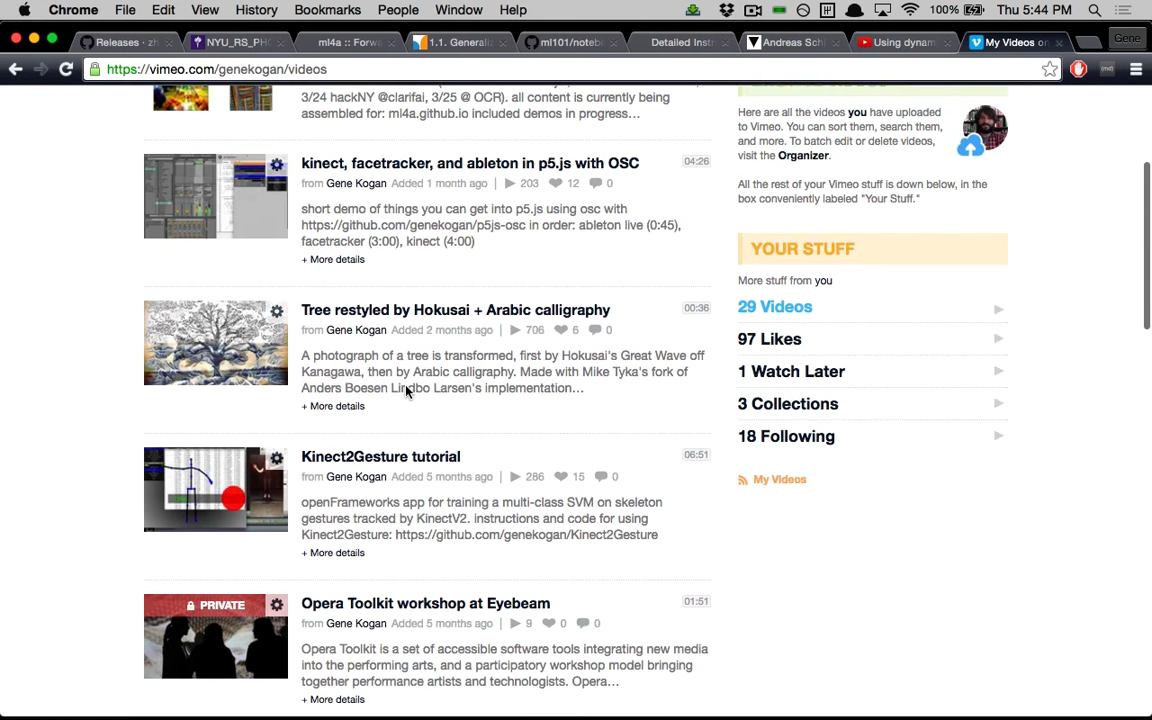 Chrome File Edit View History Bookmarks People Window Help 100% Thu 5:44 PM
Releases · zh NYU_RS_PH ml4a :: Forwa 1.1. Generaliz ml101/noteb Detailed Inst Andreas Sch Using dynam My Videos on Gene
https://vimeo.com/genekogan/videos
3/24 hackNY @clarifai, 3/25 @ OCR). all content is currently being
assembled for: ml4a.github.io included demos in progress...
kinect, facetracker, and ableton in p5.js with OSC 04:26
from Gene Kogan Added 1 month ago | 203 12 0
short demo of things you can get into p5.js using osc with
https://github.com/genekogan/p5js-osc in order: ableton live (0:45),
facetracker (3:00), kinect (4:00)
+ More details
Tree restyled by Hokusai + Arabic calligraphy 00:36
from Gene Kogan Added 2 months ago | 706 6 0
A photograph of a tree is transformed, first by Hokusai's Great Wave off
Kanagawa, then by Arabic calligraphy. Made with Mike Tyka's fork of
Anders Boesen Lindbo Larsen's implementation...
+ More details
Kinect2Gesture tutorial 06:51
from Gene Kogan Added 5 months ago | 286 15 0
openFrameworks app for training a multi-class SVM on skeleton
gestures tracked by KinectV2. instructions and code for using
Kinect2Gesture: https://github.com/genekogan/Kinect2Gesture
+ More details
PRIVATE
Opera Toolkit workshop at Eyebeam 01:51
from Gene Kogan Added 5 months ago | 9 0 0
Opera Toolkit is a set of accessible software tools integrating new media
into the performing arts, and a participatory workshop model bringing
together performance artists and technologists. Opera...
+ More details
Here are all the videos you have uploaded
to Vimeo. You can sort them, search them,
and more. To batch edit or delete videos,
visit the Organizer.
All the rest of your Vimeo stuff is down below, in the
box conveniently labeled "Your Stuff."
YOUR STUFF
More stuff from you
29 Videos
97 Likes
1 Watch Later
3 Collections
18 Following
My Videos